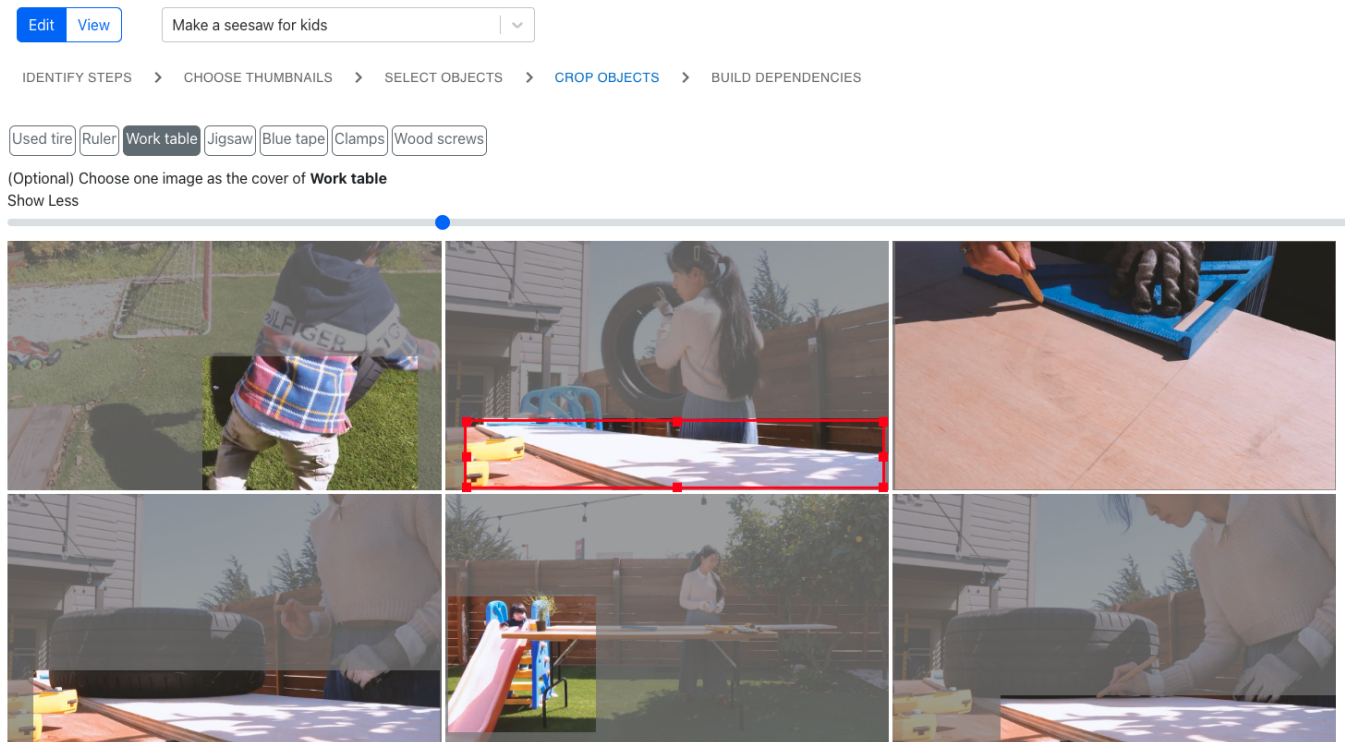 Edit View Make a seesaw for kids
IDENTIFY STEPS > CHOOSE THUMBNAILS > SELECT OBJECTS > CROP OBJECTS > BUILD DEPENDENCIES
Used tire Ruler Work table Jigsaw Blue tape Clamps Wood screws
(Optional) Choose one image as the cover of Work table
Show Less